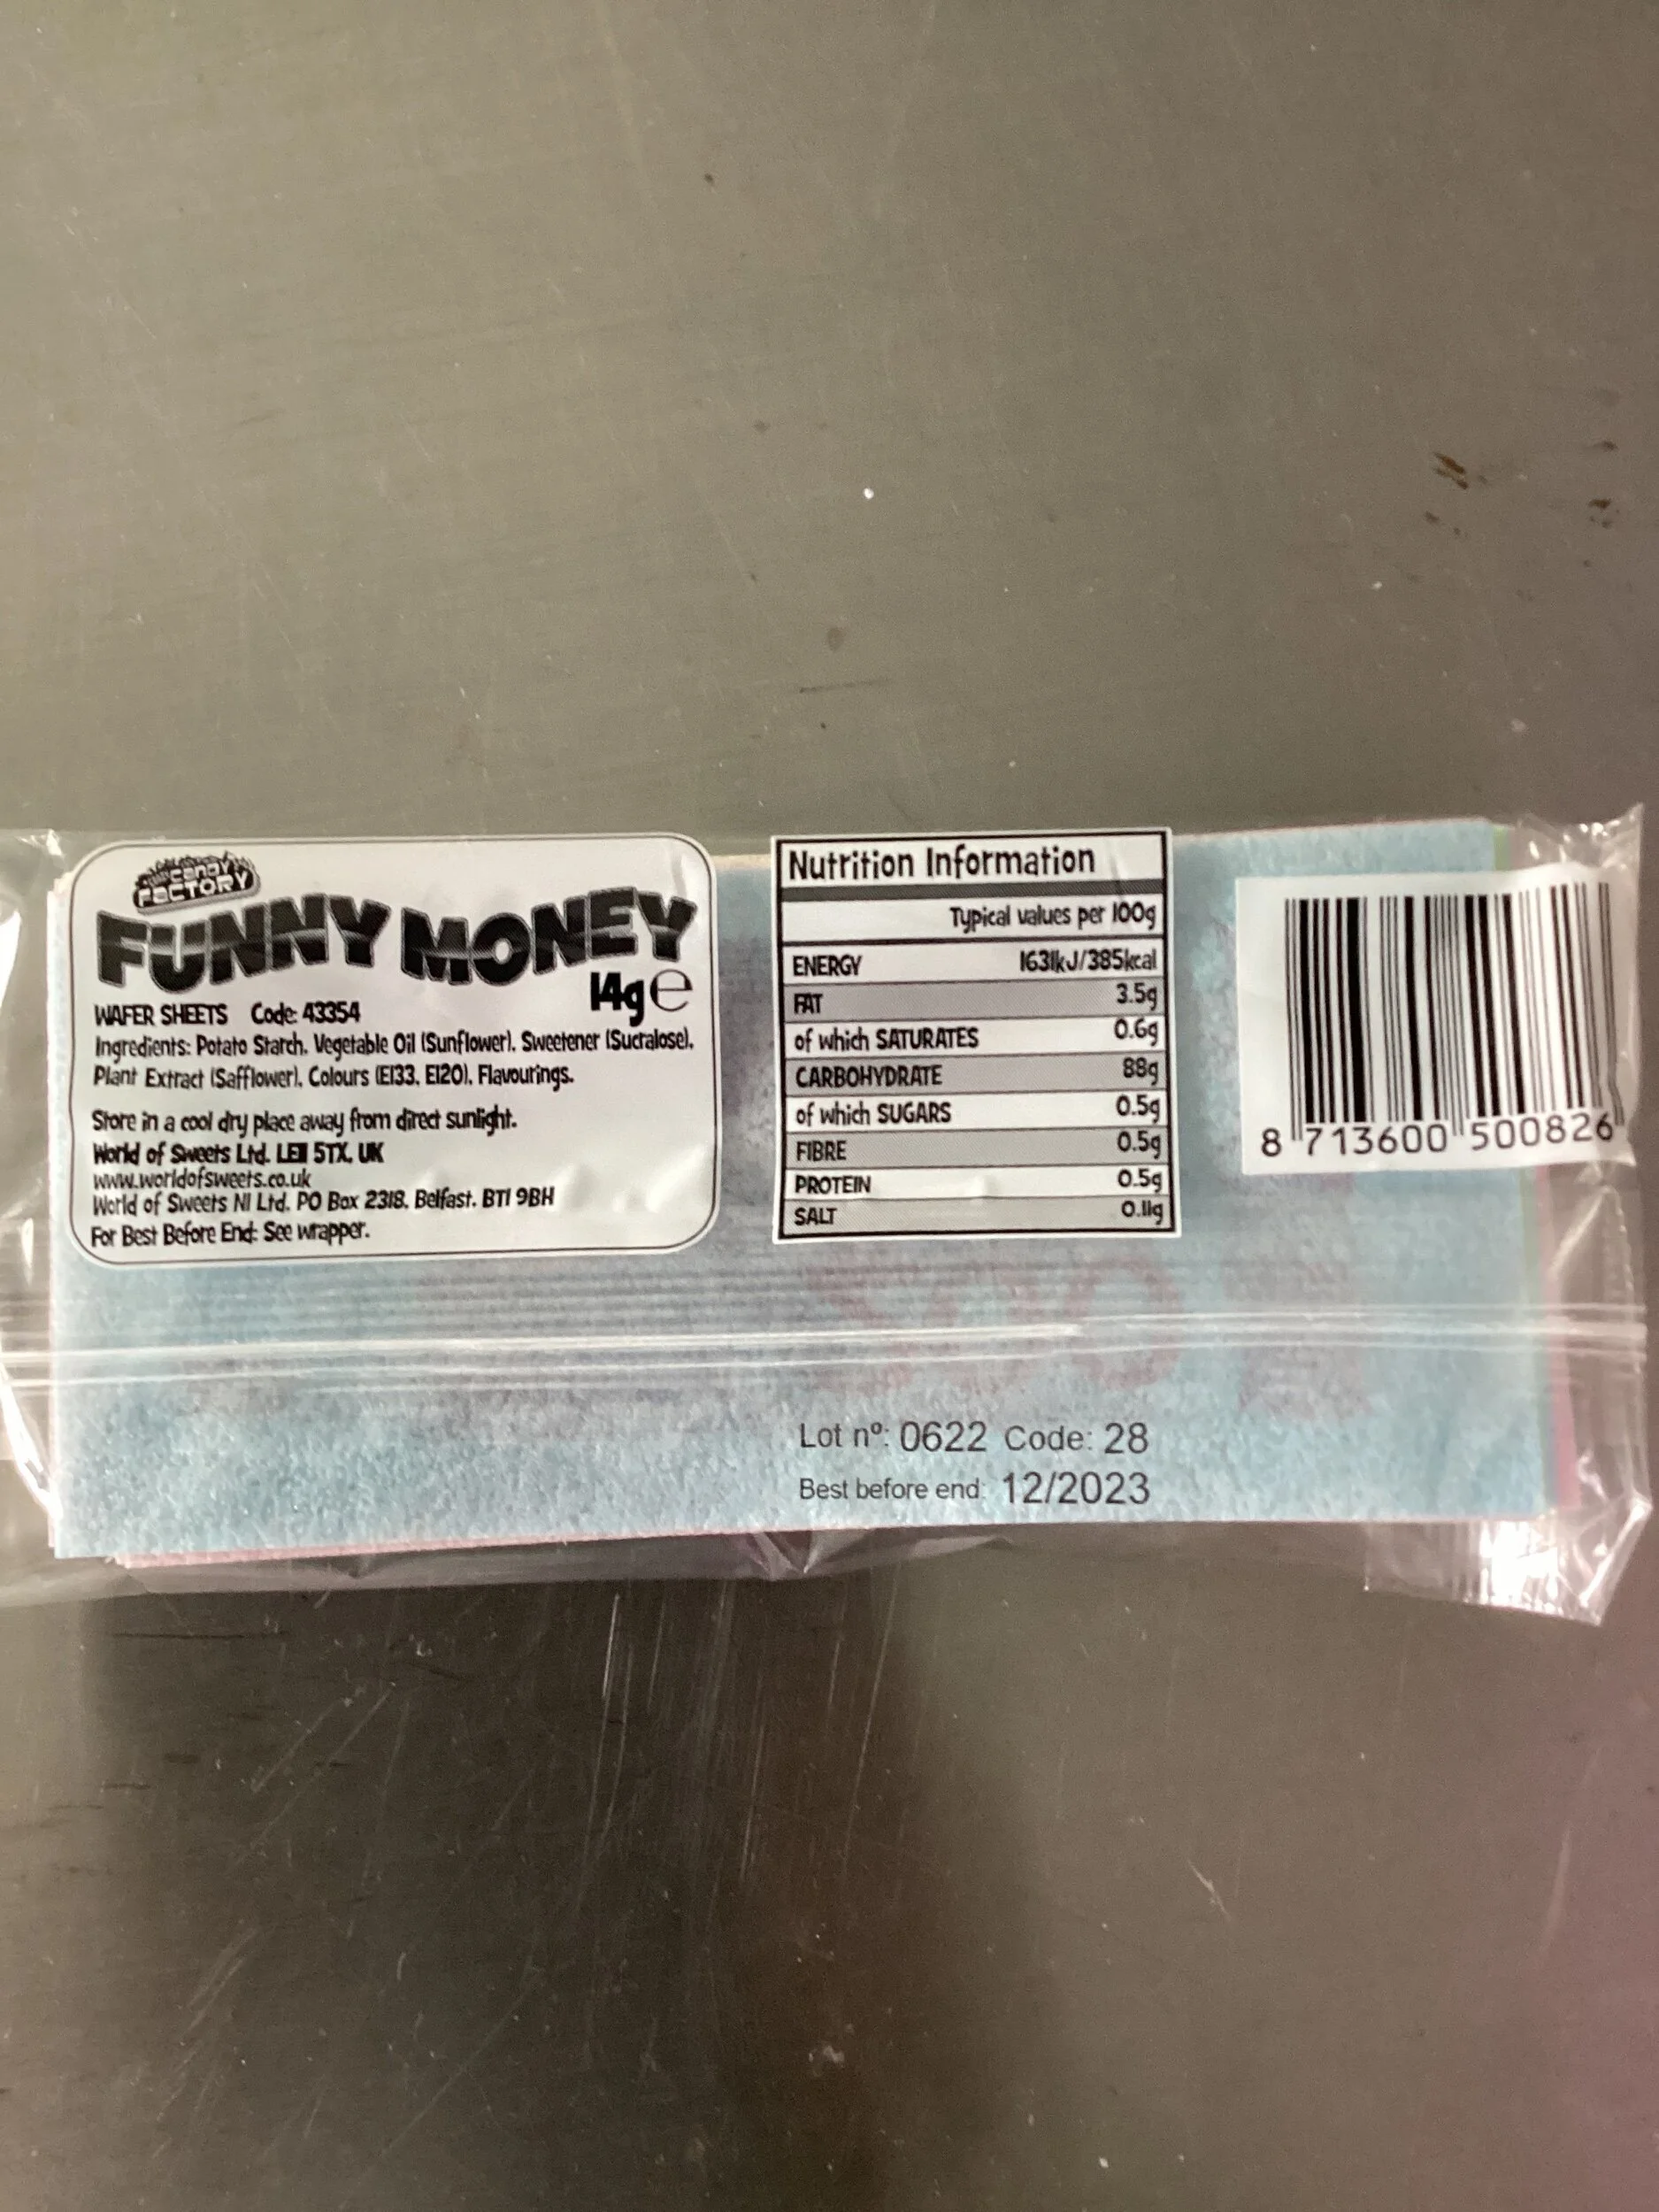 CANDY
FACTORY
FUNNY MONEY
14g e
WAFER SHEETS Code: 43354
Ingredients: Potato Starch, Vegetable Oil (Sunflower), Sweetener (Sucralose),
Plant Extract (Safflower), Colours (E133, E120), Flavourings.
Store in a cool dry place away from direct sunlight.
World of Sweets Ltd. LE11 5TX, UK
www.worldofsweets.co.uk
World of Sweets NI Ltd. PO Box 2318, Belfast. BT1 9BH
For Best Before End: See wrapper.
Nutrition Information
Typical values per 100g
ENERGY 1631kJ/385kcal
FAT 3.5g
of which SATURATES 0.6g
CARBOHYDRATE 88g
of which SUGARS 0.5g
FIBRE 0.5g
PROTEIN 0.5g
SALT 0.11g
8 713600 500826
Lot nº: 0622 Code: 28
Best before end: 12/2023